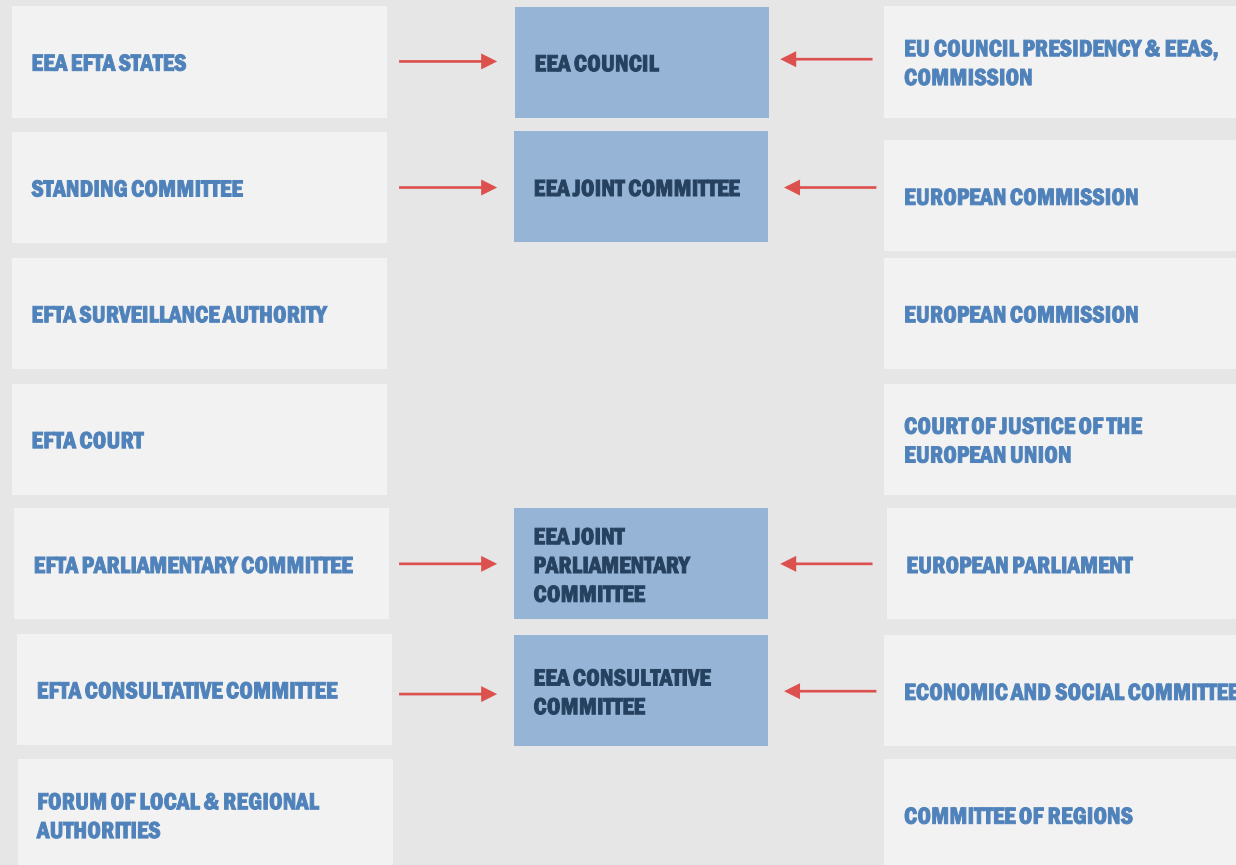 EEA EFTA STATES
EEA COUNCIL
EU COUNCIL PRESIDENCY & EEAS,
COMMISSION
STANDING COMMITTEE
EEA JOINT COMMITTEE
EUROPEAN COMMISSION
EFTA SURVEILLANCE AUTHORITY
EUROPEAN COMMISSION
EFTA COURT
COURT OF JUSTICE OF THE
EUROPEAN UNION
EFTA PARLIAMENTARY COMMITTEE
EEA JOINT
PARLIAMENTARY
COMMITTEE
EUROPEAN PARLIAMENT
EFTA CONSULTATIVE COMMITTEE
EEA CONSULTATIVE
COMMITTEE
ECONOMIC AND SOCIAL COMMITTEE
FORUM OF LOCAL & REGIONAL
AUTHORITIES
COMMITTEE OF REGIONS